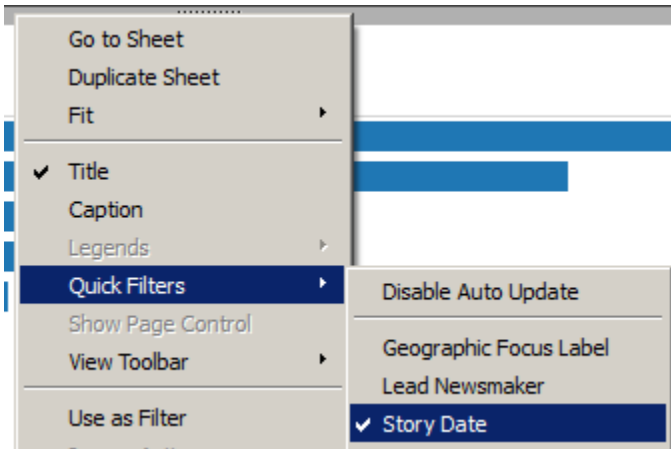 Go to Sheet
Duplicate Sheet
Fit
Title
Caption
Legends
Quick Filters
Show Page Control
View Toolbar
Use as Filter
Disable Auto Update
Geographic Focus Label
Lead Newsmaker
Story Date